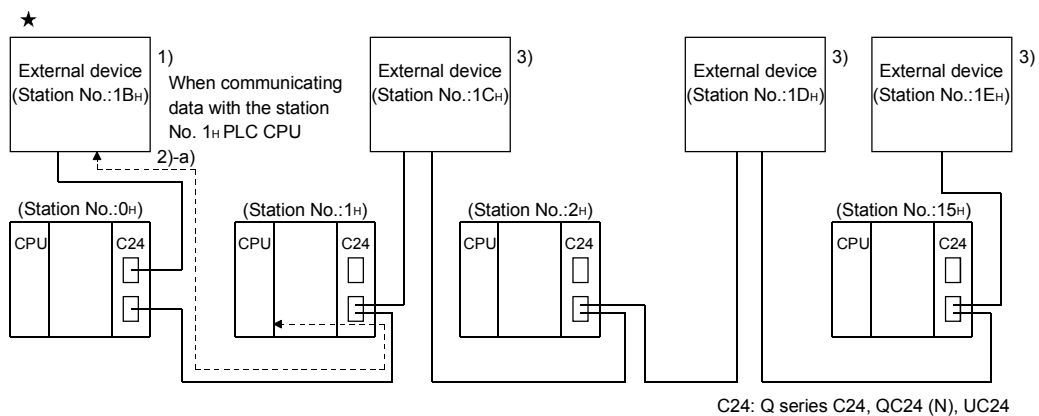 ★
External device
(Station No.:1BH)
1)
When communicating
data with the station
No. 1H PLC CPU
2)-a)
External device
(Station No.:1CH)
3)
External device
(Station No.:1DH)
3)
External device
(Station No.:1EH)
3)
(Station No.:0H)
CPU
C24
(Station No.:1H)
CPU
C24
(Station No.:2H)
CPU
C24
(Station No.:15H)
CPU
C24
C24: Q series C24, QC24 (N), UC24